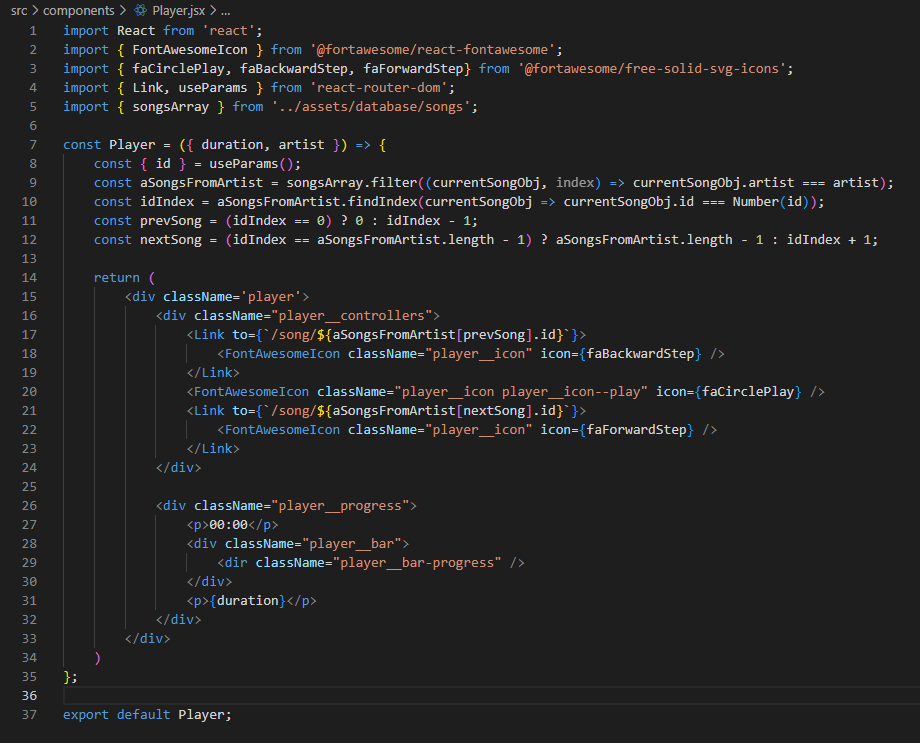 src > components > Player.jsx > ...
1 import React from 'react';
2 import { FontAwesomeIcon } from '@fortawesome/react-fontawesome';
3 import { faCirclePlay, faBackwardStep, faForwardStep} from '@fortawesome/free-solid-svg-icons';
4 import { Link, useParams } from 'react-router-dom';
5 import { songsArray } from '../assets/database/songs';
6
7 const Player = ({ duration, artist }) => {
8     const { id } = useParams();
9     const aSongsFromArtist = songsArray.filter((currentSongObj, index) => currentSongObj.artist === artist);
10     const idIndex = aSongsFromArtist.findIndex(currentSongObj => currentSongObj.id === Number(id));
11     const prevSong = (idIndex == 0) ? 0 : idIndex - 1;
12     const nextSong = (idIndex == aSongsFromArtist.length - 1) ? aSongsFromArtist.length - 1 : idIndex + 1;
13
14     return (
15         <div className='player'>
16             <div className="player__controllers">
17                 <Link to={`/song/${aSongsFromArtist[prevSong].id}`}>
18                     <FontAwesomeIcon className="player__icon" icon={faBackwardStep} />
19                 </Link>
20                 <FontAwesomeIcon className="player__icon player__icon--play" icon={faCirclePlay} />
21                 <Link to={`/song/${aSongsFromArtist[nextSong].id}`}>
22                     <FontAwesomeIcon className="player__icon" icon={faForwardStep} />
23                 </Link>
24             </div>
25
26             <div className="player__progress">
27                 <p>00:00</p>
28                 <div className="player__bar">
29                     <dir className="player__bar-progress" />
30                 </div>
31                 <p>{duration}</p>
32             </div>
33         </div>
34     )
35 };
36
37 export default Player;